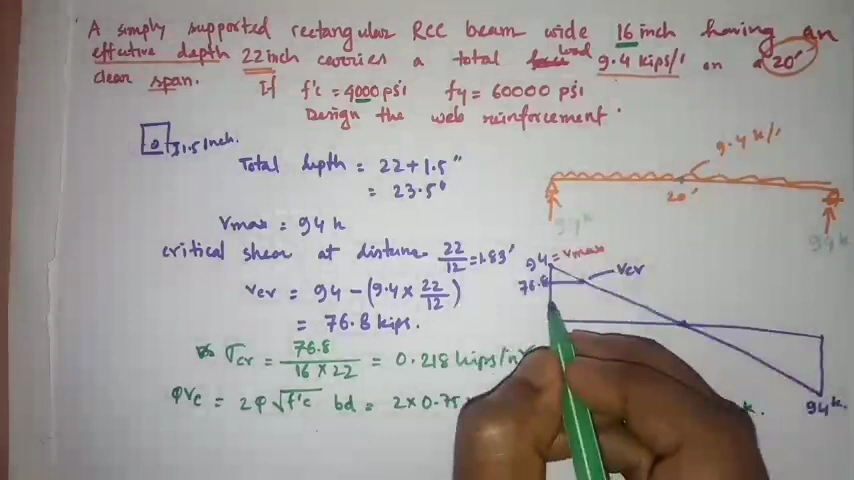 A simply supported rectangular RCC beam wide 16 inch having an
effective depth 22 inch carries a total load 9.4 kips/' on a 20'
clear span. If f'c = 4000 psi fy = 60000 psi
Design the web reinforcement.
1.5 inch.
Total depth = 22 + 1.5"
= 23.5"
Vmax = 94 k
critical shear at distance 22/12 = 1.83'
Vcr = 94 - (9.4 x 22/12)
= 76.8 kips.
σcr = 76.8 / 16 x 22 = 0.218 kips/in
φVc = 2φ√f'c bd = 2 x 0.75 k.
9.4 k/'
20'
94 k
94 = Vmax
Vcr
76.8
94 k.